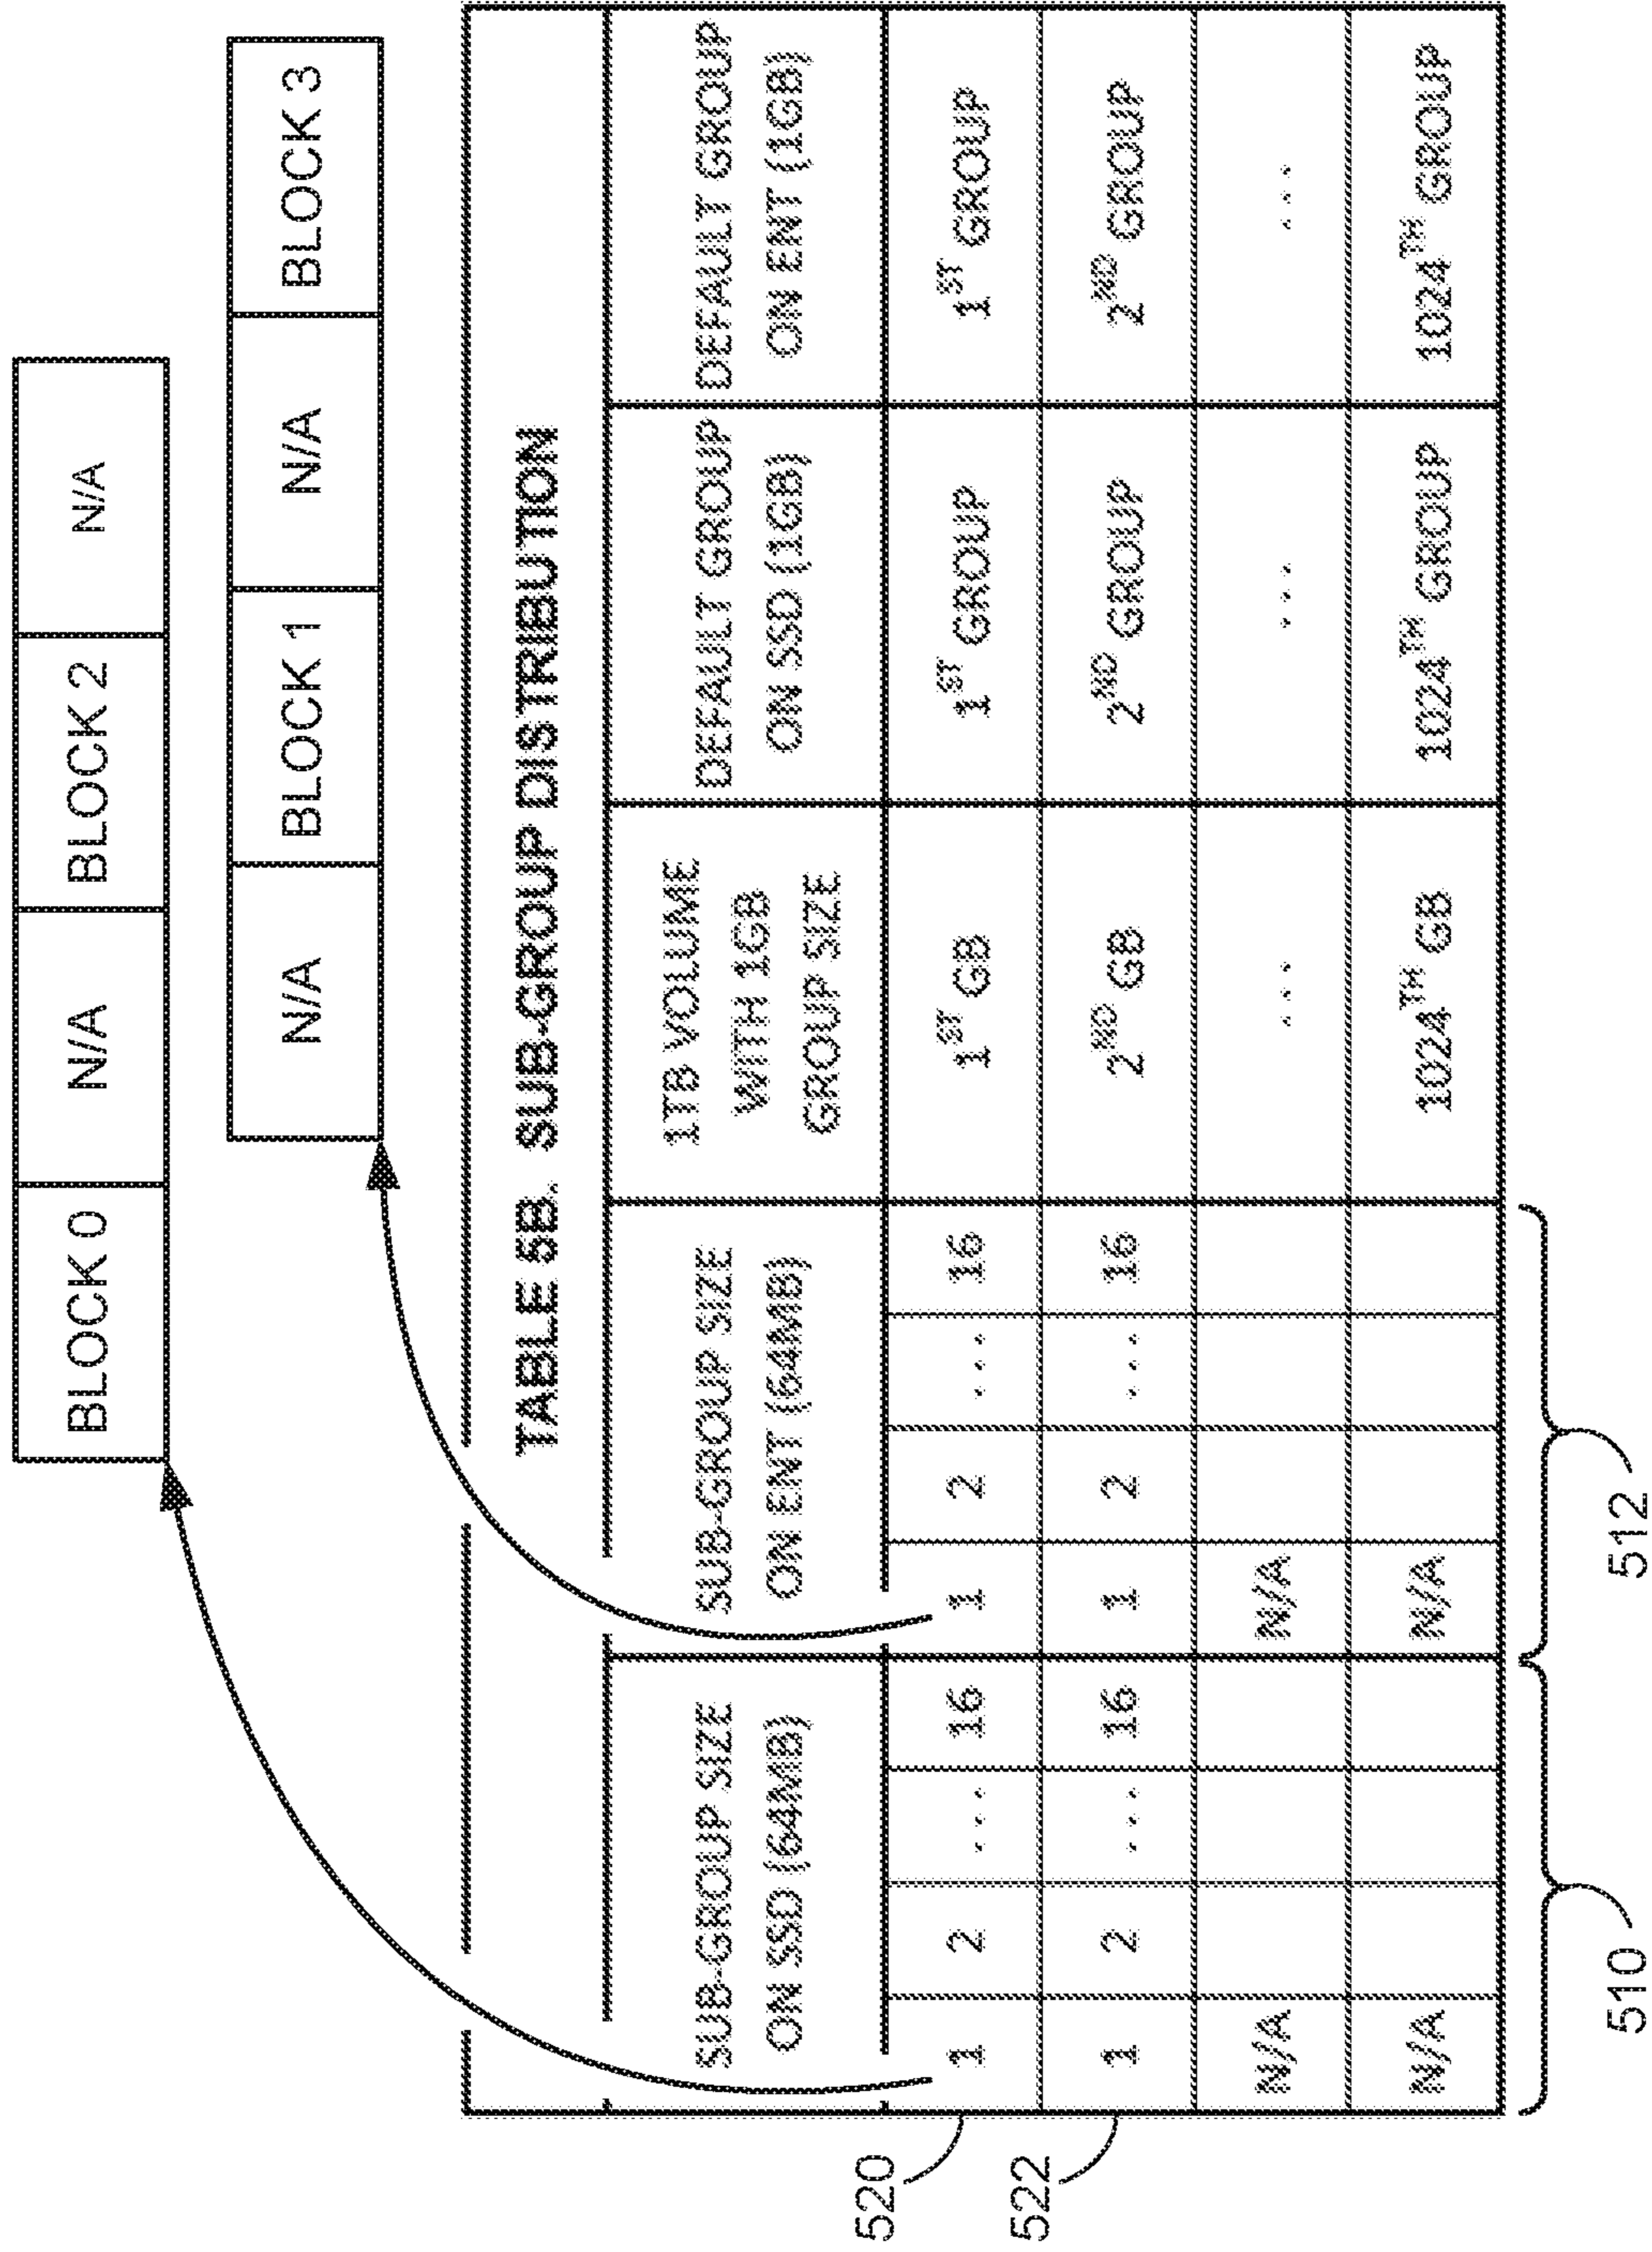 BLOCK 0 N/A BLOCK 2 N/A
N/A BLOCK 1 N/A BLOCK 3
TABLE 5B. SUB-GROUP DISTRIBUTION
SUB-GROUP SIZE
ON SSD (64MB)
SUB-GROUP SIZE
ON ENT (64MB)
1TB VOLUME
WITH 1GB
GROUP SIZE
DEFAULT GROUP
ON SSD (1GB)
DEFAULT GROUP
ON ENT (1GB)
520 1 2 ... 16 1 2 ... 16 1ST GB 1ST GROUP 1ST GROUP
522 1 2 ... 16 1 2 ... 16 2ND GB 2ND GROUP 2ND GROUP
N/A N/A ... ... ...
N/A N/A 1024TH GB 1024TH GROUP 1024TH GROUP
510 512